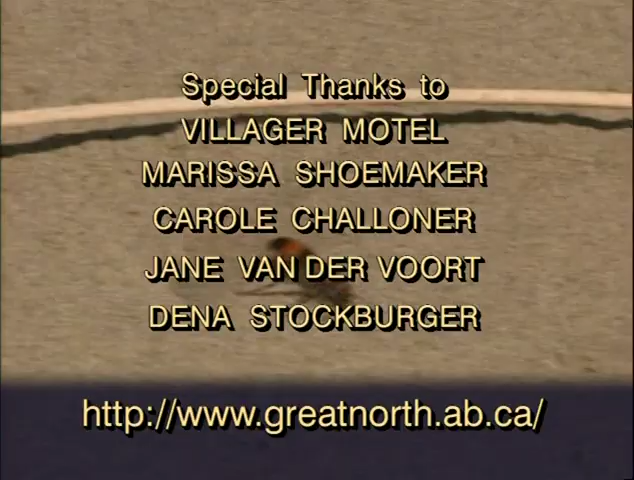 Special Thanks to
VILLAGER MOTEL
MARISSA SHOEMAKER
CAROLE CHALLONER
JANE VAN DER VOORT
DENA STOCKBURGER
http://www.greatnorth.ab.ca/